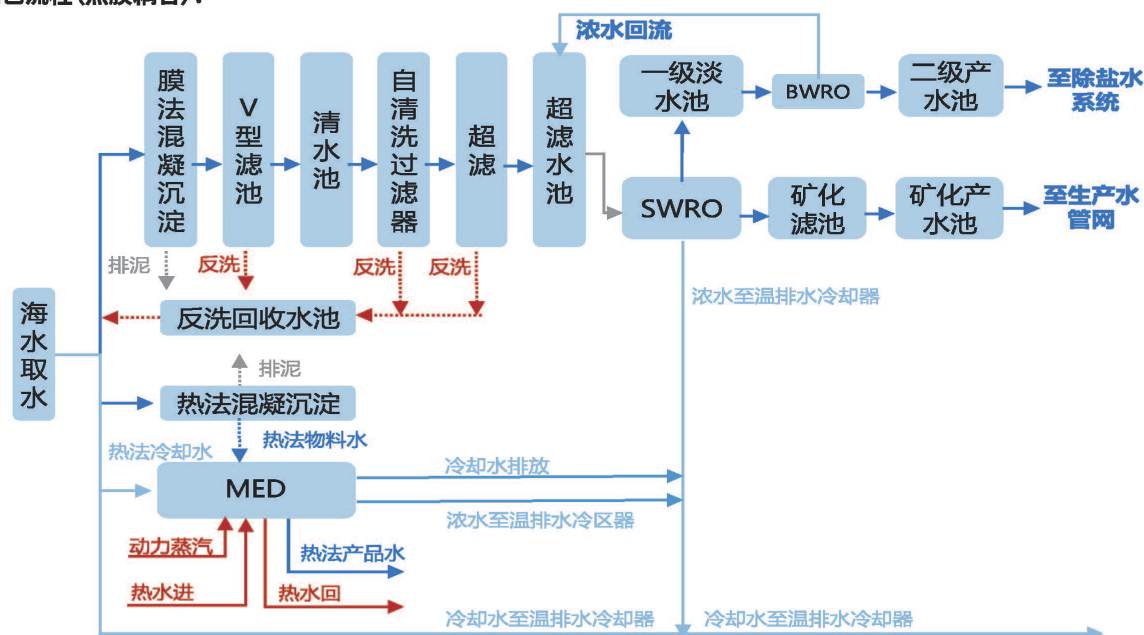 浓水回流
膜法混凝沉淀
V型滤池
清水池
自清洗过滤器
超滤
超滤水池
一级淡
水池
BWRO
二级产
水池
至除盐水
系统
SWRO
矿化
滤池
矿化产
水池
至生产水
管网
排泥
反洗
反洗
反洗
浓水至温排水冷却器
海水取水
反洗回收水池
排泥
热法混凝沉淀
热法冷却水
热法物料水
MED
冷却水排放
浓水至温排水冷区器
动力蒸汽
热法产品水
热水进
热水回
冷却水至温排水冷却器
冷却水至温排水冷却器